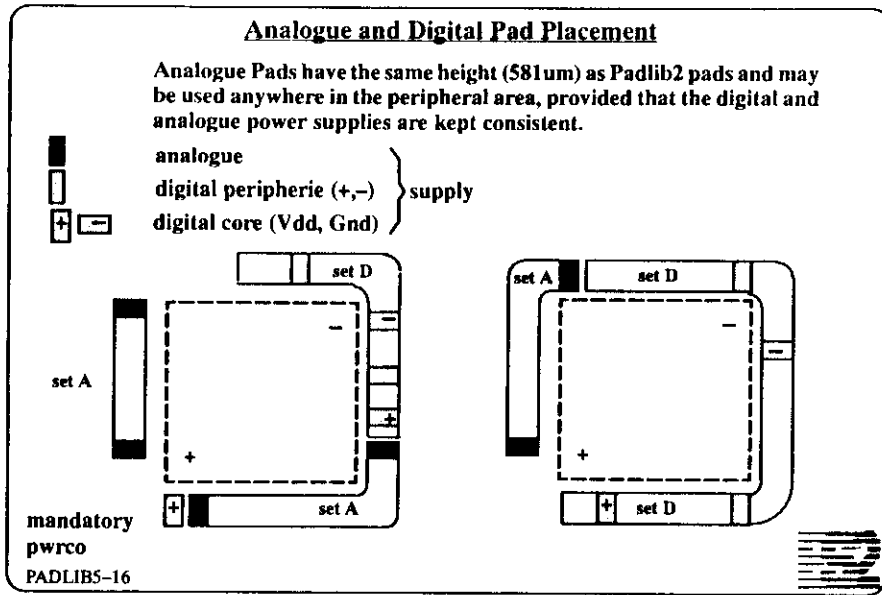 Analogue and Digital Pad Placement
Analogue Pads have the same height (581um) as Padlib2 pads and may
be used anywhere in the peripheral area, provided that the digital and
analogue power supplies are kept consistent.
analogue
digital peripherie (+,–) supply
+ – digital core (Vdd, Gnd)
set D
–
–
set A
+
+
+
set A
mandatory
pwrco
PADLIB5–16
set A
set D
–
–
+
+
set D